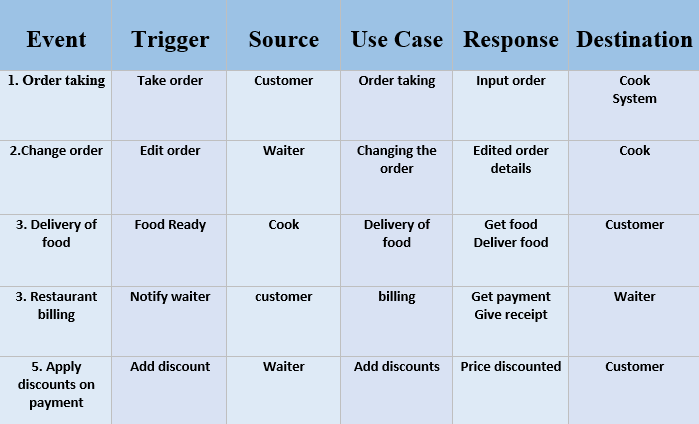 Event Trigger Source Use Case Response Destination
1. Order taking Take order Customer Order taking Input order Cook
System
2.Change order Edit order Waiter Changing the Edited order Cook
order details
3. Delivery of Food Ready Cook Delivery of Get food Customer
food food Deliver food
3. Restaurant Notify waiter customer billing Get payment Waiter
billing Give receipt
5. Apply Add discount Waiter Add discounts Price discounted Customer
discounts on
payment